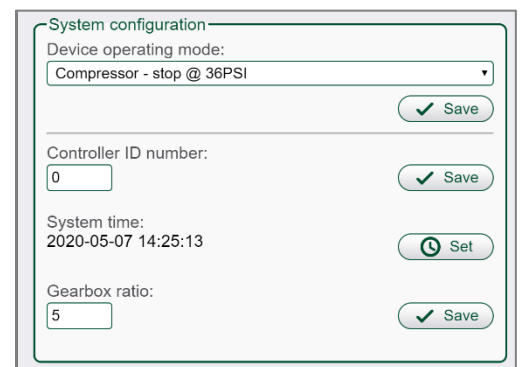 System configuration
Device operating mode:
Compressor - stop @ 36PSI
Save
Controller ID number:
0
Save
System time:
2020-05-07 14:25:13
Set
Gearbox ratio:
5
Save